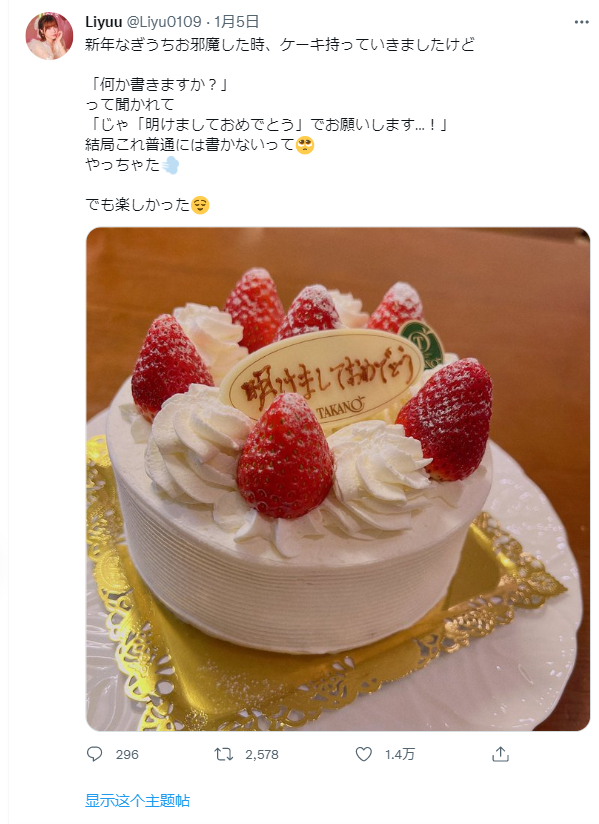 Liyuu @Liyu0109 · 1月5日
新年なぎうちお邪魔した時、ケーキ持っていきましたけど
「何か書きますか？」
って聞かれて
「じゃ「明けましておめでとう」でお願いします...！」
結局これ普通には書かないって🥺
やっちゃた💨
でも楽しかった😌
明けましておめでとう
TAKANO
296 2,578 1.4万
显示这个主题帖